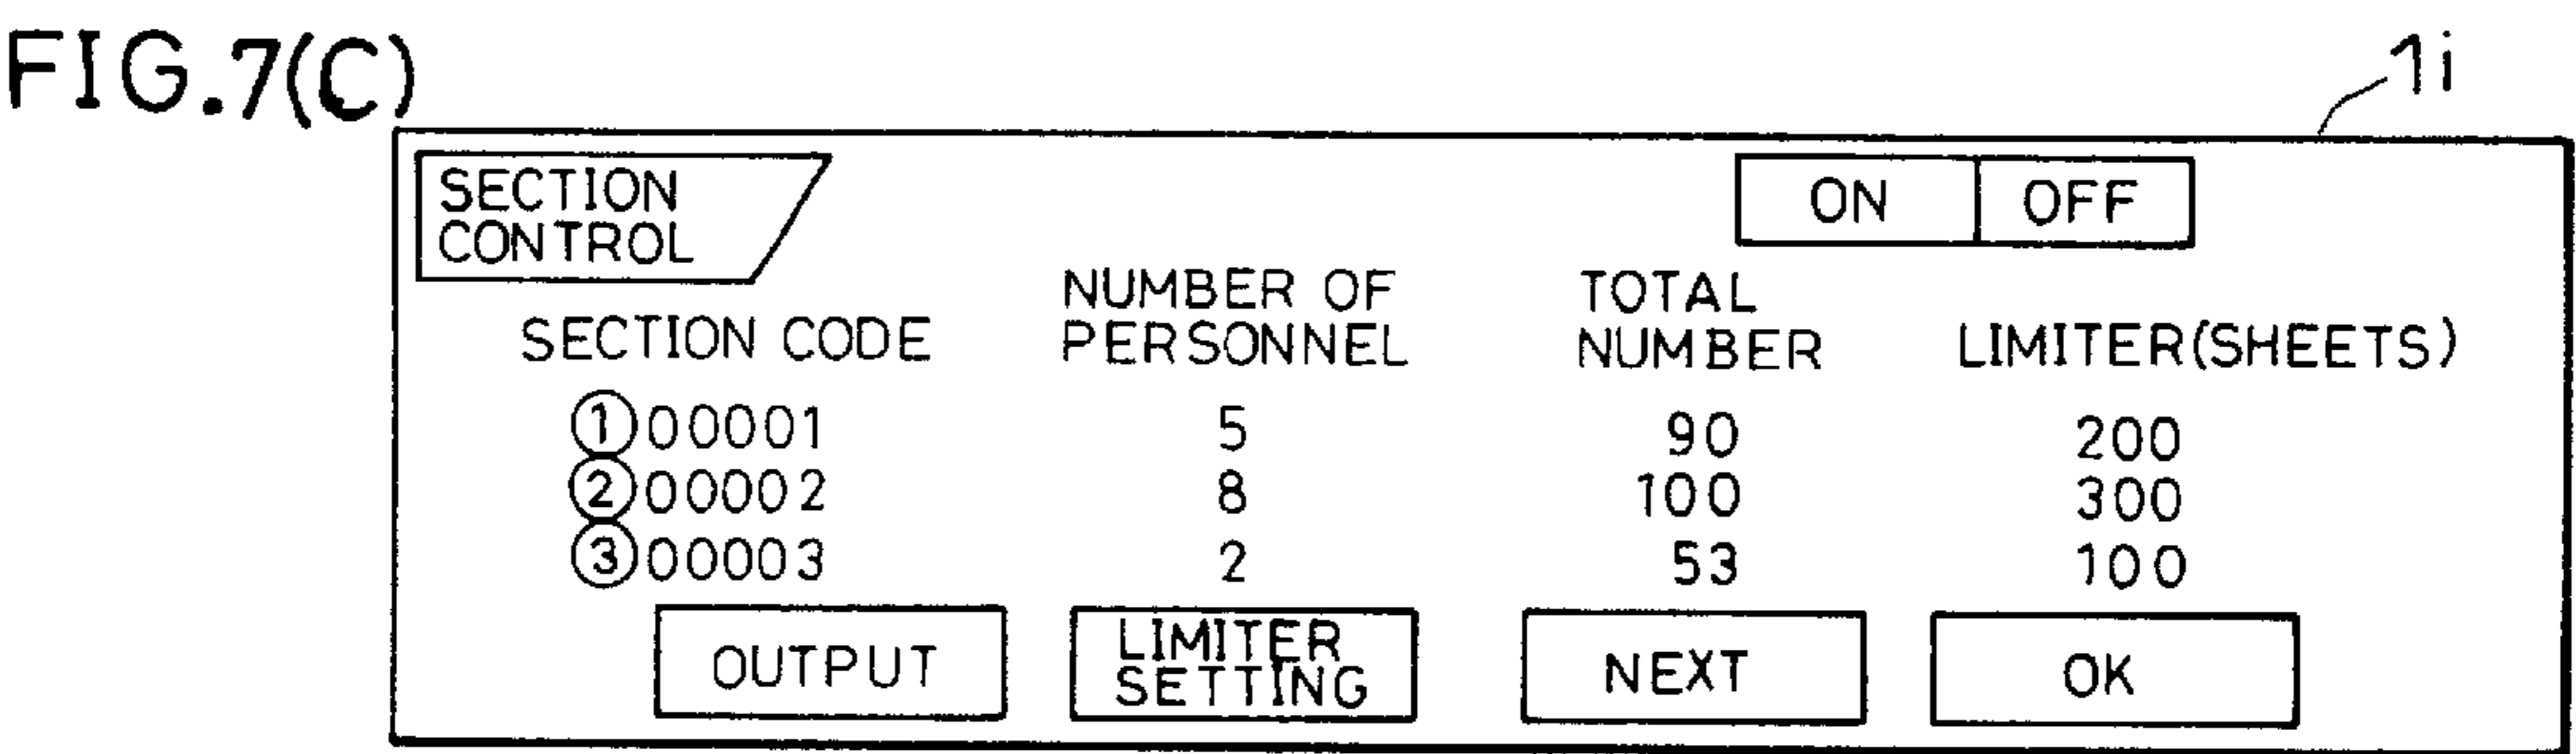 FIG.7(C)
1i
SECTION
CONTROL
ON OFF
SECTION CODE NUMBER OF PERSONNEL TOTAL NUMBER LIMITER(SHEETS)
①00001 5 90 200
②00002 8 100 300
③00003 2 53 100
OUTPUT LIMITER SETTING NEXT OK